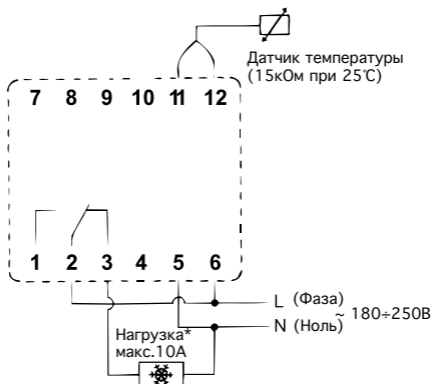 Датчик температуры
(15кОм при 25℃)
7 8 9 10 11 12
1 2 3 4 5 6
L (Фаза)
N (Ноль)
~ 180÷250В
Нагрузка*
макс.10А